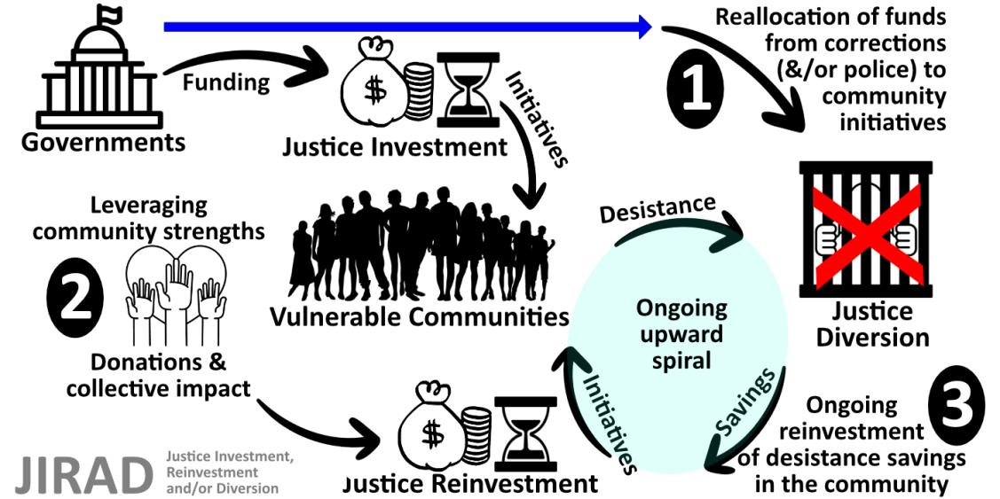 Governments
Funding
$
Justice Investment
Initiatives
1
Reallocation of funds
from corrections
(&/or police) to
community
initiatives
Leveraging
community strengths
2
Donations &
collective impact
Vulnerable Communities
Desistance
Ongoing
upward
spiral
Justice
Diversion
Savings
Initiatives
3
Ongoing
reinvestment
of desistance savings
in the community
$
Justice Reinvestment
JIRAD
Justice Investment,
Reinvestment
and/or Diversion